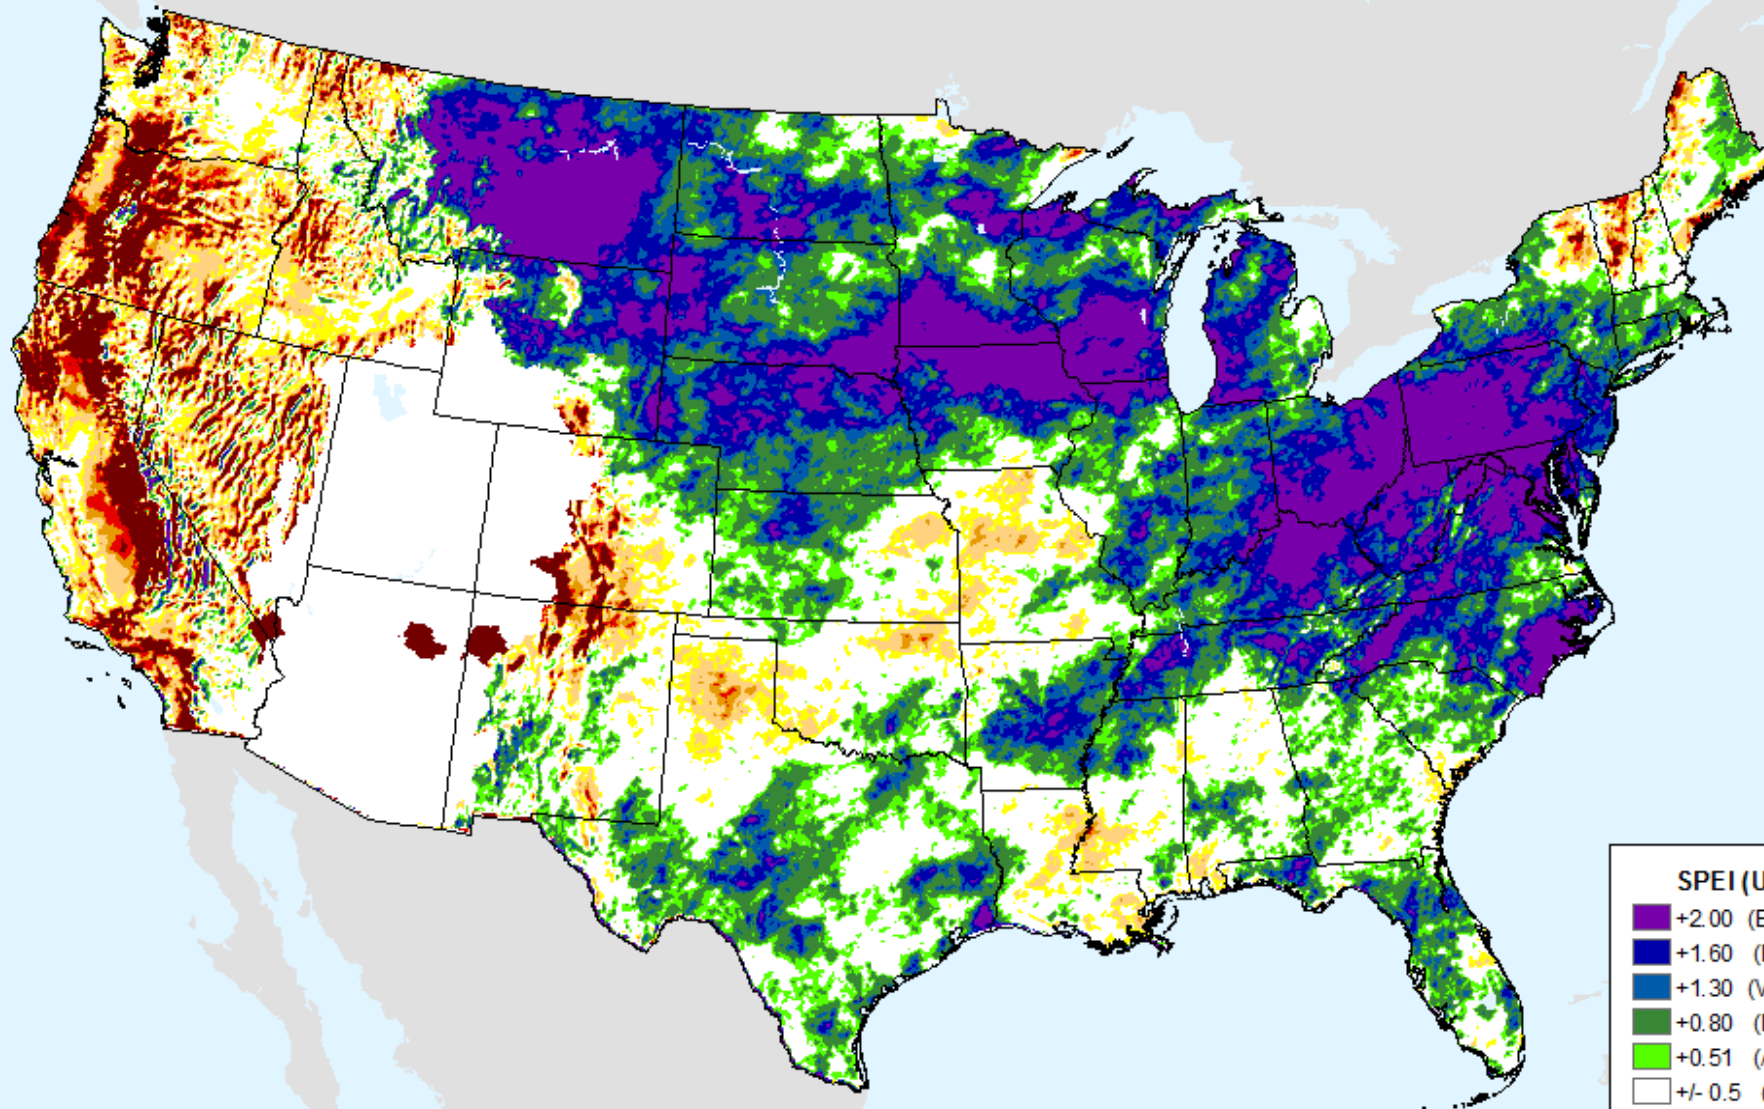 SPEI (U
+2.00 (E
+1.60 (
+1.30 (V
+0.80 (
+0.51 (
+/- 0.5 (